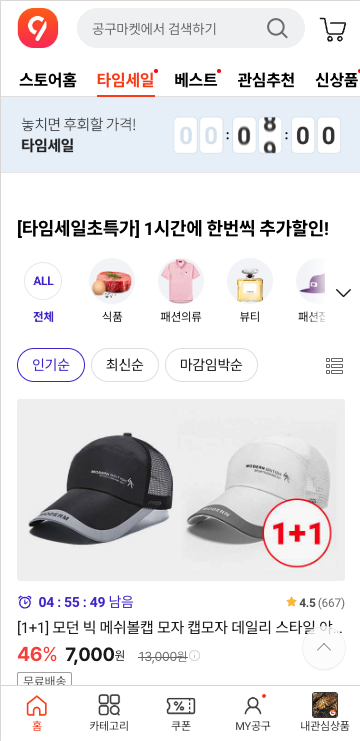 공구마켓에서 검색하기
스토어홈 타임세일 베스트 관심추천 신상품
놓치면 후회할 가격!
타임세일
00:0 :00
[타임세일초특가] 1시간에 한번씩 추가할인!
ALL
전체 식품 패션의류 뷰티 패션잡
인기순 최신순 마감임박순
MODERN BRITISH
MODERM
1+1
04 : 55 : 49 남음
4.5 (667)
[1+1] 모던 빅 메쉬볼캡 모자 캡모자 데일리 스타일
46% 7,000원 13,000원
무료배송
홈 카테고리 쿠폰 MY공구 내관심상품